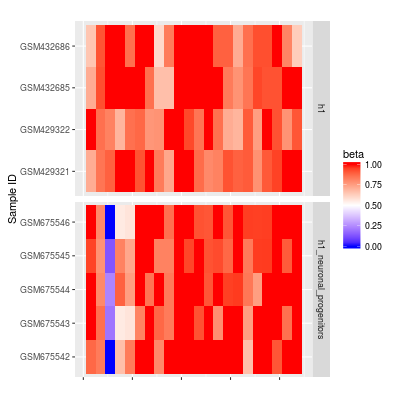 GSM432686
GSM432685
GSM429322
GSM429321
h1
GSM675546
GSM675545
GSM675544
GSM675543
GSM675542
h1_neuronal_progenitors
Sample ID
beta
1.00
0.75
0.50
0.25
0.00